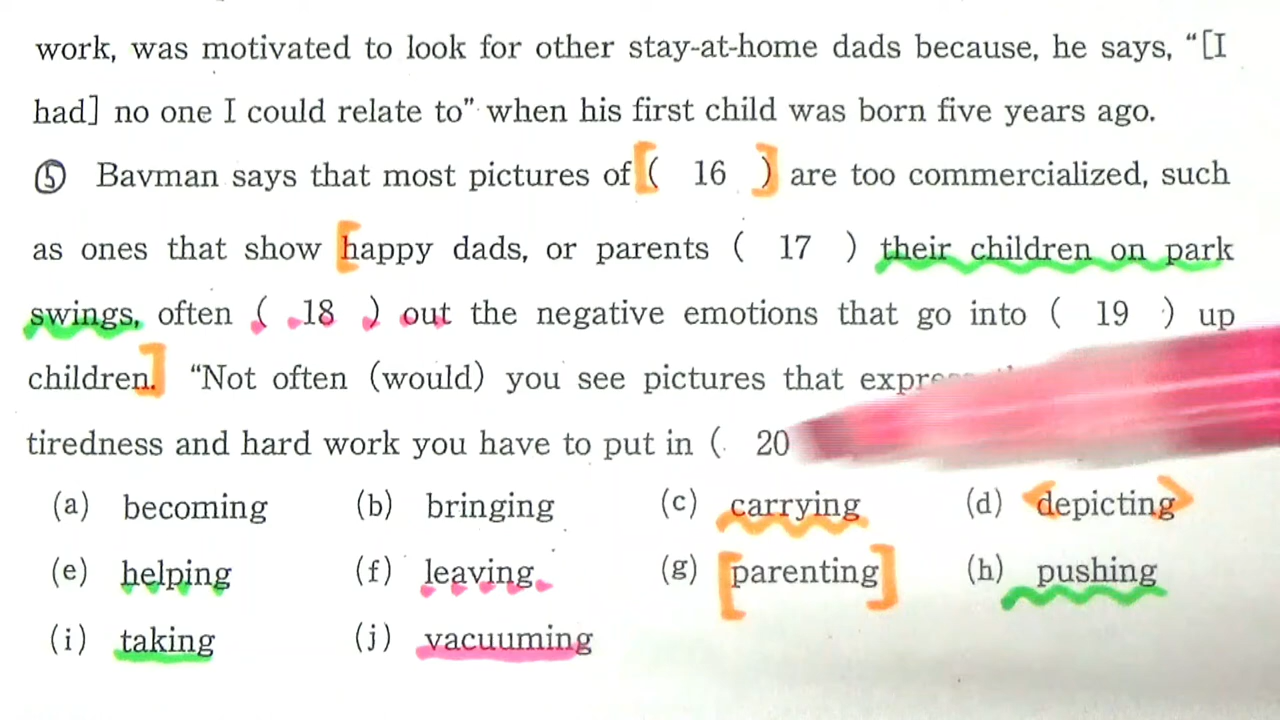 work, was motivated to look for other stay-at-home dads because, he says, “[I
had] no one I could relate to” when his first child was born five years ago.
⑤ Bavman says that most pictures of [( 16 )] are too commercialized, such
as ones that show [happy dads, or parents ( 17 ) their children on park
swings, often ( 18 ) out the negative emotions that go into ( 19 ) up
children.] “Not often (would) you see pictures that
tiredness and hard work you have to put in ( 20
(a) becoming (b) bringing (c) carrying (d) <depicting>
(e) helping (f) leaving (g) [parenting] (h) pushing
(i) taking (j) vacuuming